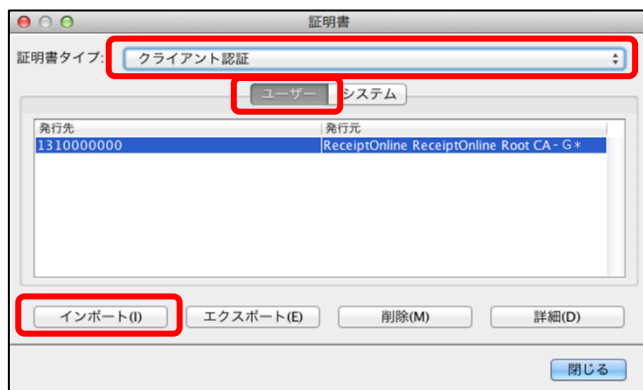 証明書
証明書タイプ: クライアント認証
ユーザー システム
発行先 発行元
1310000000 ReceiptOnline ReceiptOnline Root CA - G*
インポート(I) エクスポート(E) 削除(M) 詳細(D)
閉じる